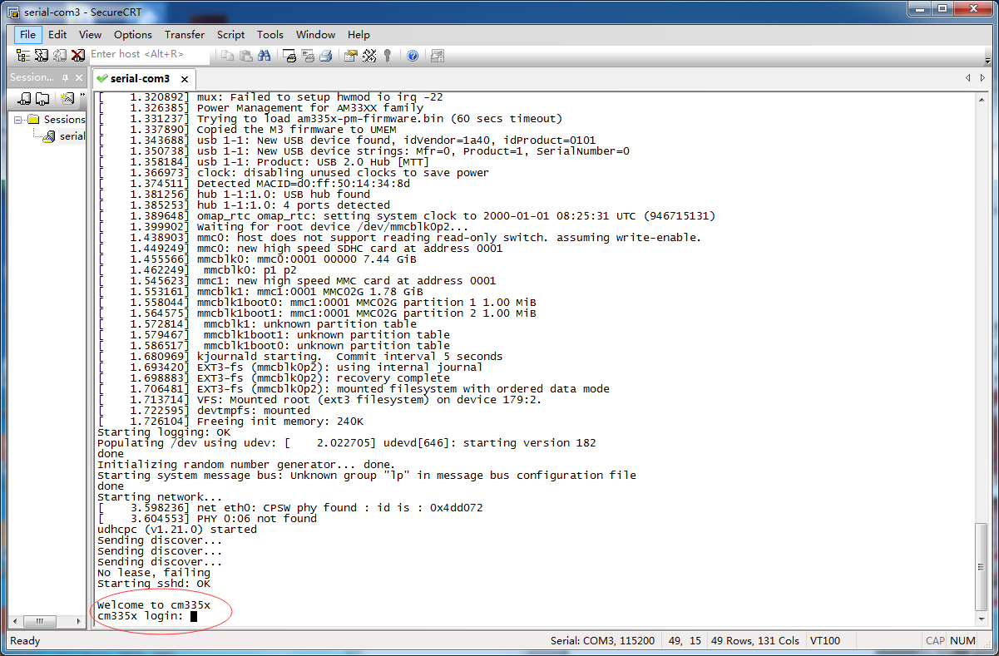 serial-com3 - SecureCRT
File Edit View Options Transfer Script Tools Window Help
Enter host <Alt+R>
Session...
serial-com3
Sessions
serial
[    1.320892] mux: Failed to setup hwmod io irq -22
[    1.326385] Power Management for AM33XX family
[    1.331237] Trying to load am335x-pm-firmware.bin (60 secs timeout)
[    1.337890] Copied the M3 firmware to UMEM
[    1.343688] usb 1-1: New USB device found, idVendor=1a40, idProduct=0101
[    1.350738] usb 1-1: New USB device strings: Mfr=0, Product=1, SerialNumber=0
[    1.358184] usb 1-1: Product: USB 2.0 Hub [MTT]
[    1.366973] clock: disabling unused clocks to save power
[    1.374511] Detected MACID=d0:ff:50:14:34:8d
[    1.381256] hub 1-1:1.0: USB hub found
[    1.385253] hub 1-1:1.0: 4 ports detected
[    1.389648] omap_rtc omap_rtc: setting system clock to 2000-01-01 08:25:31 UTC (946715131)
[    1.399902] Waiting for root device /dev/mmcblk0p2...
[    1.438903] mmc0: host does not support reading read-only switch. assuming write-enable.
[    1.449249] mmc0: new high speed SDHC card at address 0001
[    1.455566] mmcblk0: mmc0:0001 00000 7.44 GiB
[    1.462249]  mmcblk0: p1 p2
[    1.545623] mmc1: new high speed MMC card at address 0001
[    1.553161] mmcblk1: mmc1:0001 MMC02G 1.78 GiB
[    1.558044] mmcblk1boot0: mmc1:0001 MMC02G partition 1 1.00 MiB
[    1.564575] mmcblk1boot1: mmc1:0001 MMC02G partition 2 1.00 MiB
[    1.572814]  mmcblk1: unknown partition table
[    1.579467]  mmcblk1boot1: unknown partition table
[    1.586517]  mmcblk1boot0: unknown partition table
[    1.680969] kjournald starting.  Commit interval 5 seconds
[    1.693420] EXT3-fs (mmcblk0p2): using internal journal
[    1.698883] EXT3-fs (mmcblk0p2): recovery complete
[    1.706481] EXT3-fs (mmcblk0p2): mounted filesystem with ordered data mode
[    1.713714] VFS: Mounted root (ext3 filesystem) on device 179:2.
[    1.722595] devtmpfs: mounted
[    1.726104] Freeing init memory: 240K
Starting logging: OK
Populating /dev using udev: [    2.022705] udevd[646]: starting version 182
done
Initializing random number generator... done.
Starting system message bus: Unknown group "lp" in message bus configuration file
done
Starting network...
[    3.598236] net eth0: CPSW phy found : id is : 0x4dd072
[    3.604553] PHY 0:06 not found
udhcpc (v1.21.0) started
Sending discover...
Sending discover...
Sending discover...
No lease, failing
Starting sshd: OK
Welcome to cm335x
cm335x login:
Ready Serial: COM3, 115200 49, 15 49 Rows, 131 Cols VT100 CAP NUM